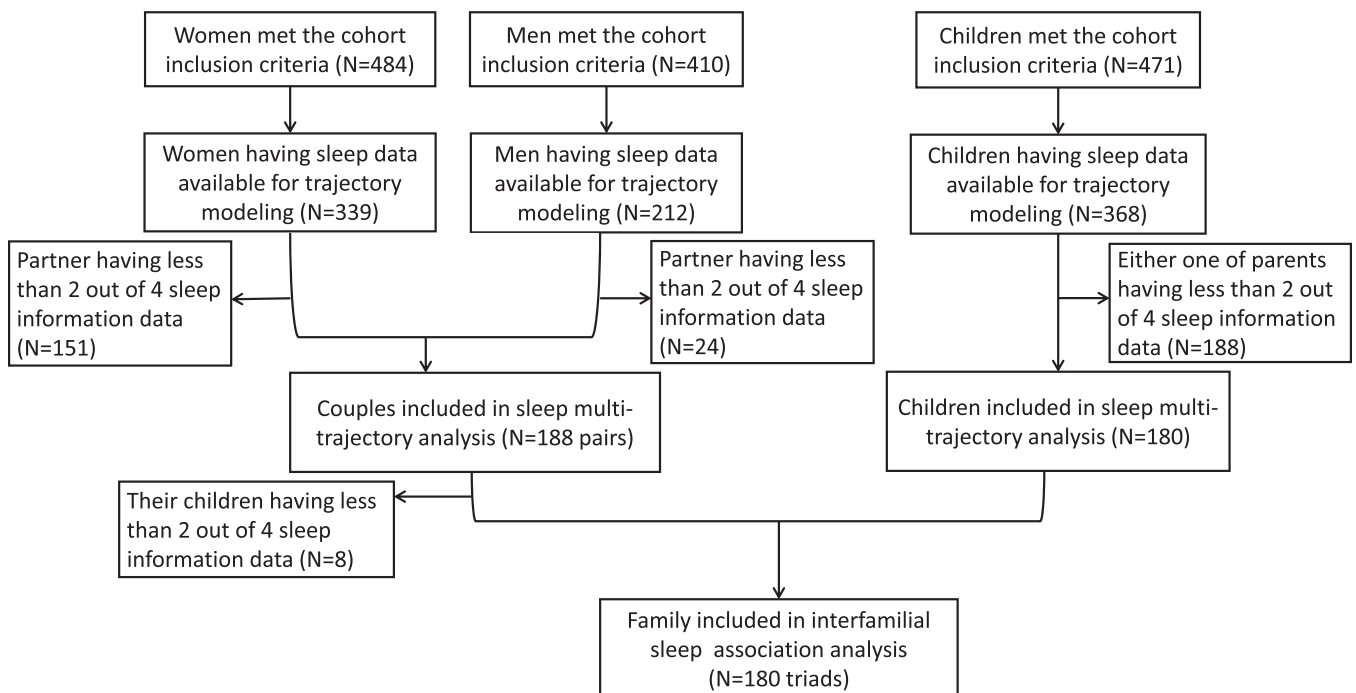 Women met the cohort
inclusion criteria (N=484)
Men met the cohort
inclusion criteria (N=410)
Children met the cohort
inclusion criteria (N=471)
Women having sleep data
available for trajectory
modeling (N=339)
Men having sleep data
available for trajectory
modeling (N=212)
Children having sleep data
available for trajectory
modeling (N=368)
Partner having less
than 2 out of 4 sleep
information data
(N=151)
Partner having less
than 2 out of 4 sleep
information data
(N=24)
Either one of parents
having less than 2 out
of 4 sleep information
data (N=188)
Couples included in sleep multi-
trajectory analysis (N=188 pairs)
Children included in sleep multi-
trajectory analysis (N=180)
Their children having less
than 2 out of 4 sleep
information data (N=8)
Family included in interfamilial
sleep association analysis
(N=180 triads)